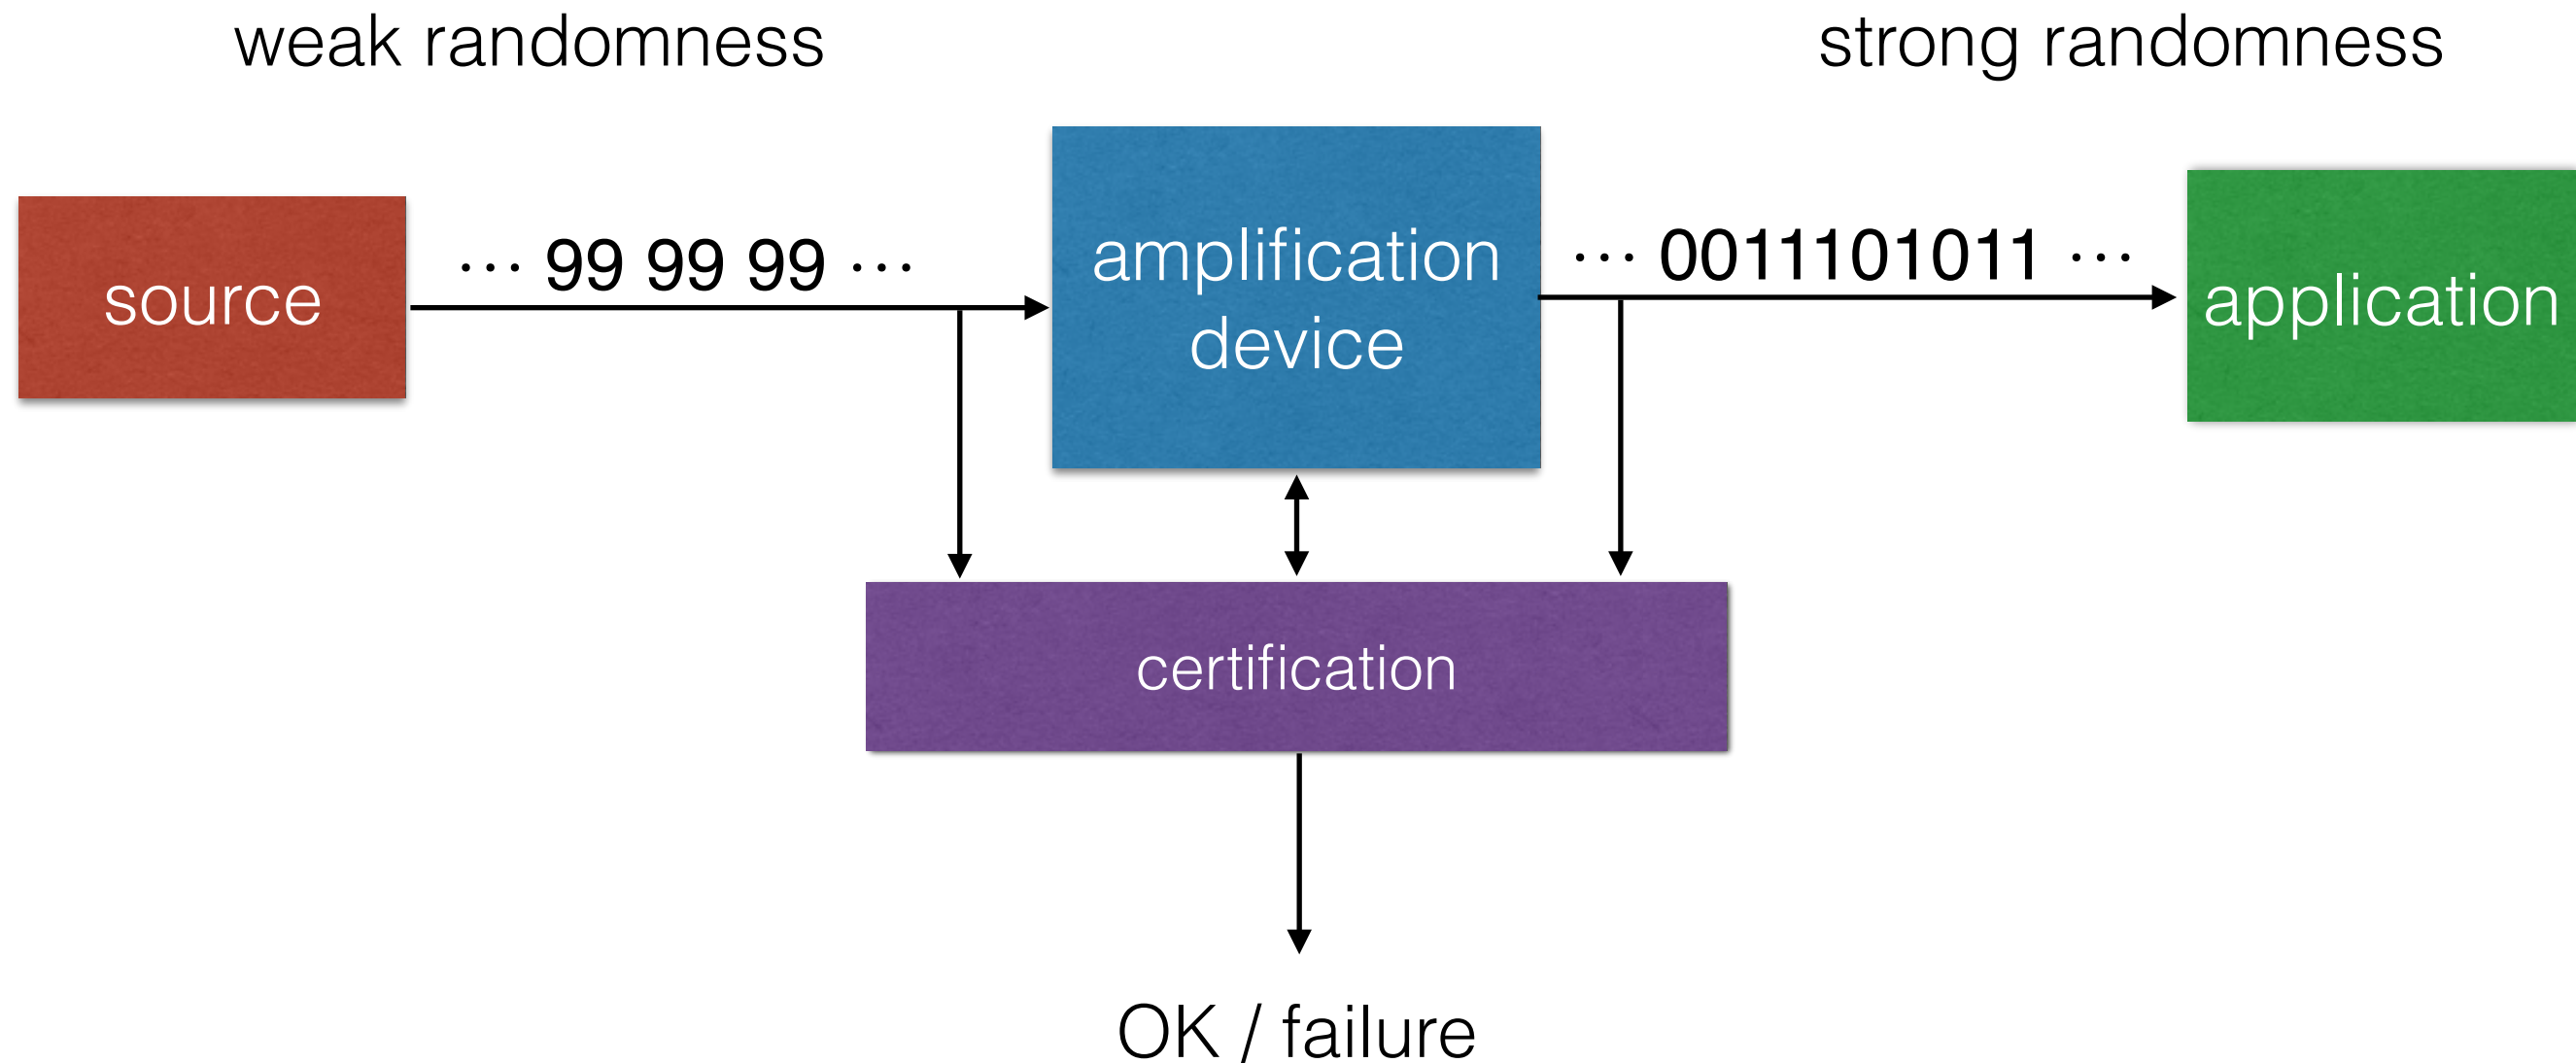 weak randomness
strong randomness
source
··· 99 99 99 ···
amplification
device
··· 0011101011 ···
application
certification
OK / failure